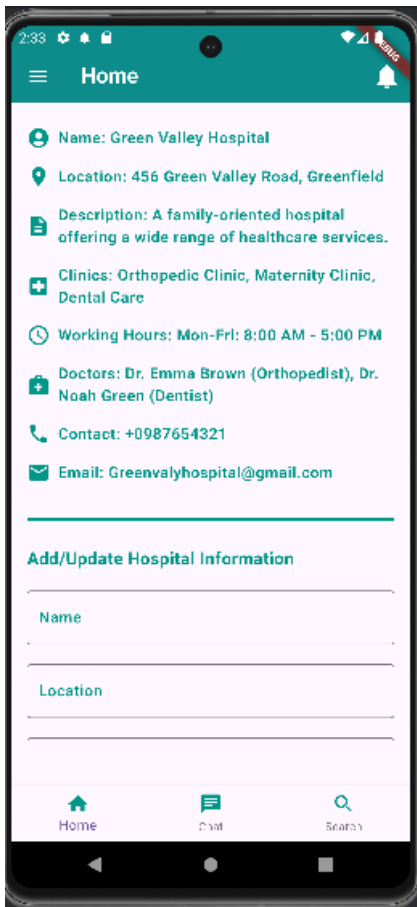 2:33
DEBUG
Home
Name: Green Valley Hospital
Location: 456 Green Valley Road, Greenfield
Description: A family-oriented hospital
offering a wide range of healthcare services.
Clinics: Orthopedic Clinic, Maternity Clinic,
Dental Care
Working Hours: Mon-Fri: 8:00 AM - 5:00 PM
Doctors: Dr. Emma Brown (Orthopedist), Dr.
Noah Green (Dentist)
Contact: +0987654321
Email: Greenvalyhospital@gmail.com
Add/Update Hospital Information
Name
Location
Home
Chat
Search